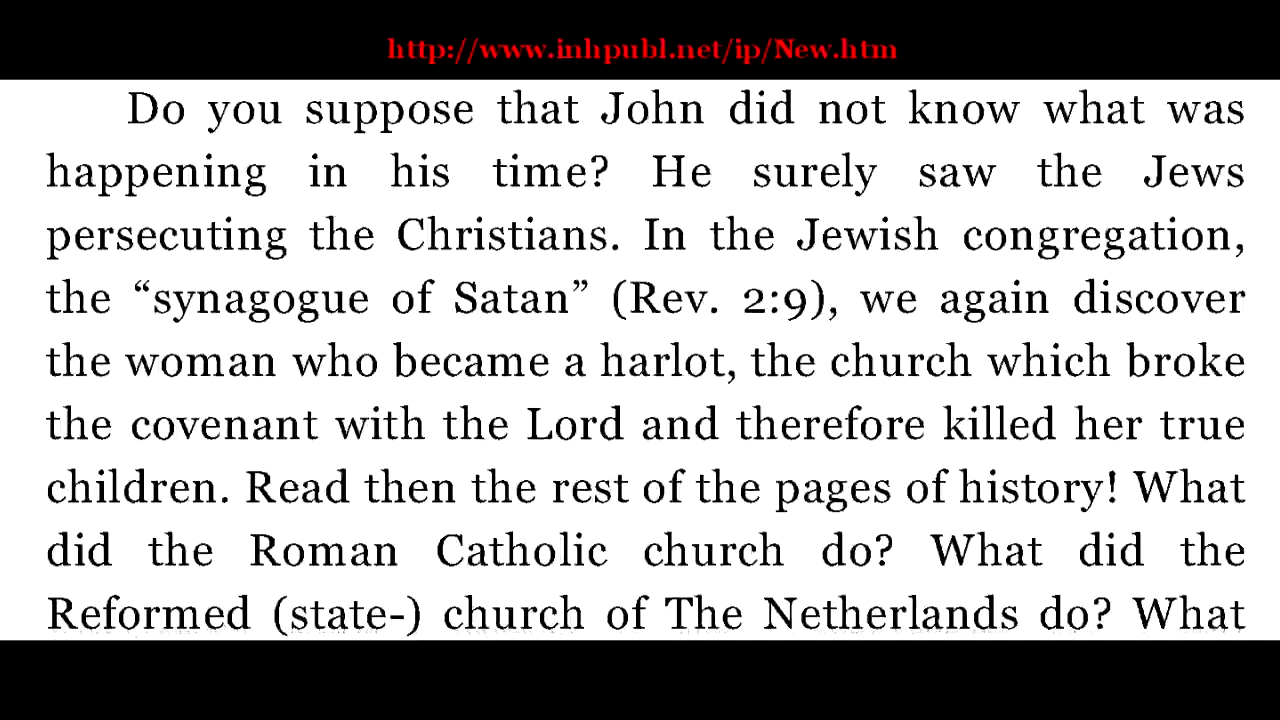 http://www.inhpubl.net/ip/New.htm
Do you suppose that John did not know what was
happening in his time? He surely saw the Jews
persecuting the Christians. In the Jewish congregation,
the “synagogue of Satan” (Rev. 2:9), we again discover
the woman who became a harlot, the church which broke
the covenant with the Lord and therefore killed her true
children. Read then the rest of the pages of history! What
did the Roman Catholic church do? What did the
Reformed (state-) church of The Netherlands do? What